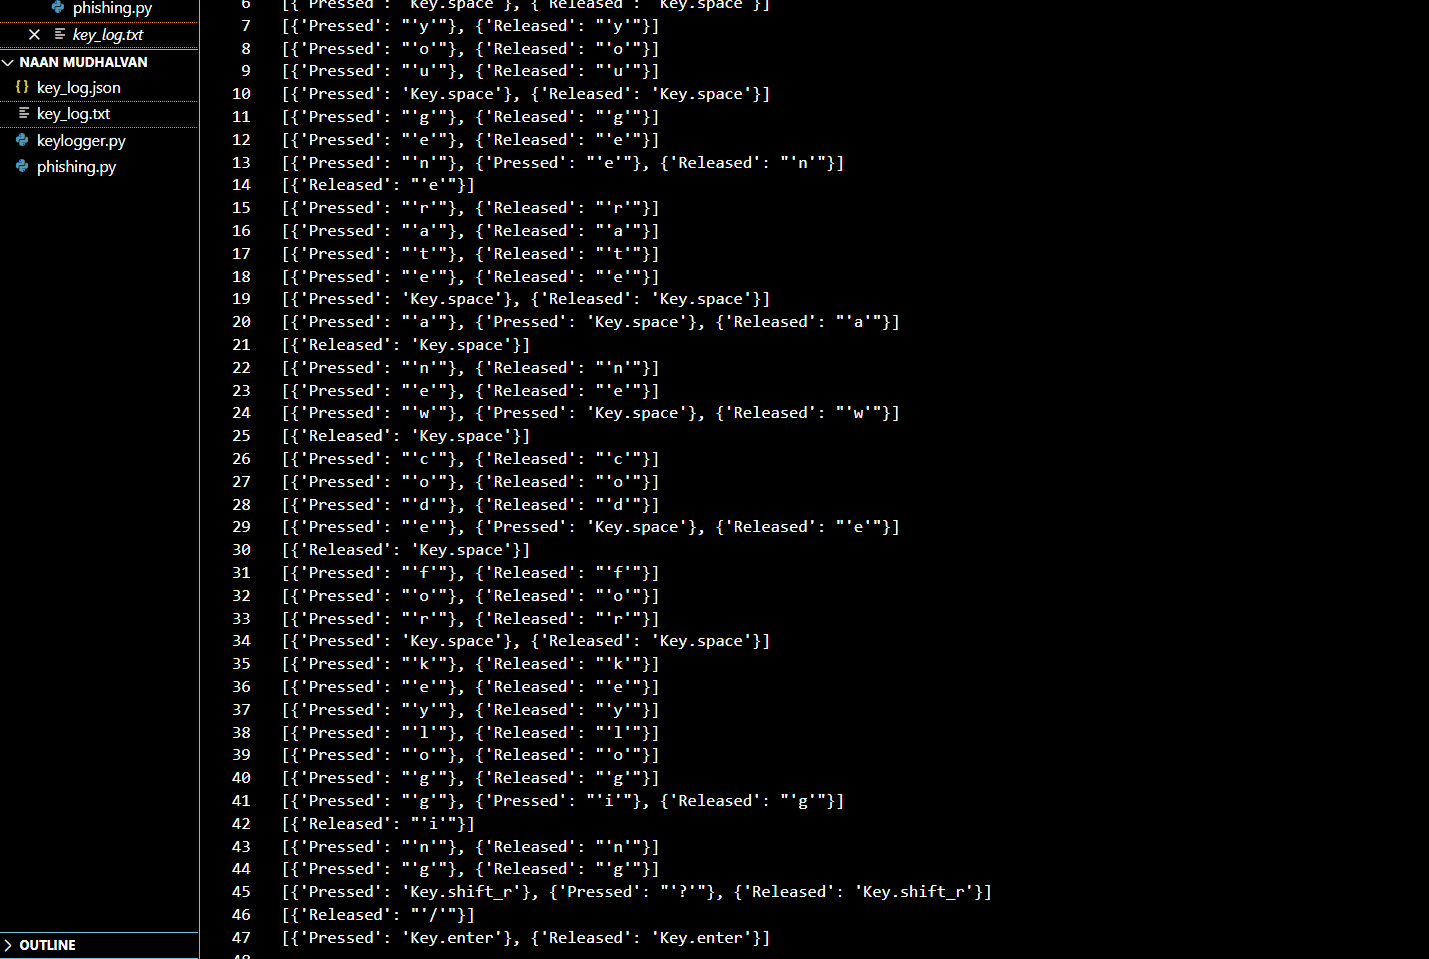 phishing.py
key_log.txt
NAAN MUDHALVAN
key_log.json
key_log.txt
keylogger.py
phishing.py
OUTLINE
6 [{'Pressed': 'Key.space'}, {'Released': 'Key.space'}]
7 [{'Pressed': "'y'"}, {'Released': "'y'"}]
8 [{'Pressed': "'o'"}, {'Released': "'o'"}]
9 [{'Pressed': "'u'"}, {'Released': "'u'"}]
10 [{'Pressed': 'Key.space'}, {'Released': 'Key.space'}]
11 [{'Pressed': "'g'"}, {'Released': "'g'"}]
12 [{'Pressed': "'e'"}, {'Released': "'e'"}]
13 [{'Pressed': "'n'"}, {'Pressed': "'e'"}, {'Released': "'n'"}]
14 [{'Released': "'e'"}]
15 [{'Pressed': "'r'"}, {'Released': "'r'"}]
16 [{'Pressed': "'a'"}, {'Released': "'a'"}]
17 [{'Pressed': "'t'"}, {'Released': "'t'"}]
18 [{'Pressed': "'e'"}, {'Released': "'e'"}]
19 [{'Pressed': 'Key.space'}, {'Released': 'Key.space'}]
20 [{'Pressed': "'a'"}, {'Pressed': 'Key.space'}, {'Released': "'a'"}]
21 [{'Released': 'Key.space'}]
22 [{'Pressed': "'n'"}, {'Released': "'n'"}]
23 [{'Pressed': "'e'"}, {'Released': "'e'"}]
24 [{'Pressed': "'w'"}, {'Pressed': 'Key.space'}, {'Released': "'w'"}]
25 [{'Released': 'Key.space'}]
26 [{'Pressed': "'c'"}, {'Released': "'c'"}]
27 [{'Pressed': "'o'"}, {'Released': "'o'"}]
28 [{'Pressed': "'d'"}, {'Released': "'d'"}]
29 [{'Pressed': "'e'"}, {'Pressed': 'Key.space'}, {'Released': "'e'"}]
30 [{'Released': 'Key.space'}]
31 [{'Pressed': "'f'"}, {'Released': "'f'"}]
32 [{'Pressed': "'o'"}, {'Released': "'o'"}]
33 [{'Pressed': "'r'"}, {'Released': "'r'"}]
34 [{'Pressed': 'Key.space'}, {'Released': 'Key.space'}]
35 [{'Pressed': "'k'"}, {'Released': "'k'"}]
36 [{'Pressed': "'e'"}, {'Released': "'e'"}]
37 [{'Pressed': "'y'"}, {'Released': "'y'"}]
38 [{'Pressed': "'l'"}, {'Released': "'l'"}]
39 [{'Pressed': "'o'"}, {'Released': "'o'"}]
40 [{'Pressed': "'g'"}, {'Released': "'g'"}]
41 [{'Pressed': "'g'"}, {'Pressed': "'i'"}, {'Released': "'g'"}]
42 [{'Released': "'i'"}]
43 [{'Pressed': "'n'"}, {'Released': "'n'"}]
44 [{'Pressed': "'g'"}, {'Released': "'g'"}]
45 [{'Pressed': 'Key.shift_r'}, {'Pressed': "'?'"}, {'Released': 'Key.shift_r'}]
46 [{'Released': "'/'"}]
47 [{'Pressed': 'Key.enter'}, {'Released': 'Key.enter'}]